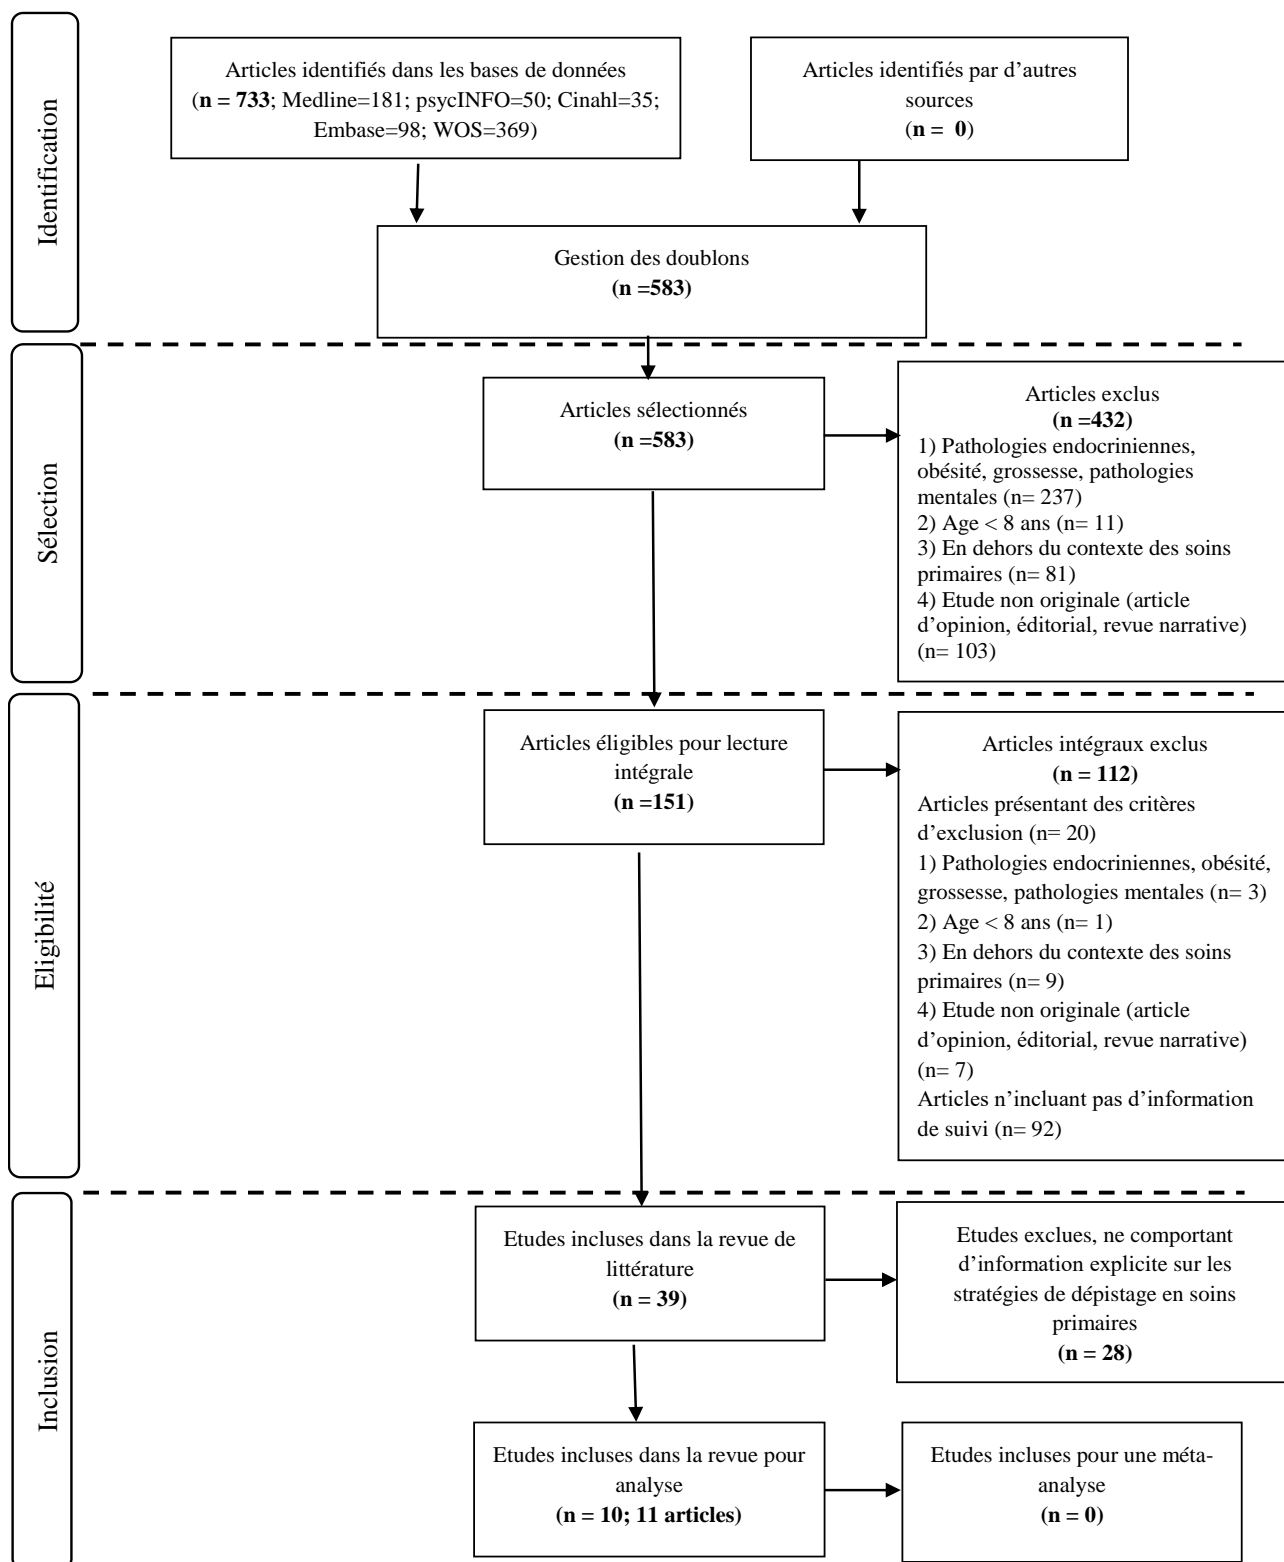 Identification
Articles identifiés dans les bases de données
(n = 733; Medline=181; psycINFO=50; Cinahl=35;
Embase=98; WOS=369)
Articles identifiés par d'autres
sources
(n = 0)
Gestion des doublons
(n =583)
Sélection
Articles sélectionnés
(n =583)
Articles exclus
(n =432)
1) Pathologies endocriniennes,
obésité, grossesse, pathologies
mentales (n= 237)
2) Age < 8 ans (n= 11)
3) En dehors du contexte des soins
primaires (n= 81)
4) Etude non originale (article
d'opinion, éditorial, revue narrative)
(n= 103)
Eligibilité
Articles éligibles pour lecture
intégrale
(n =151)
Articles intégraux exclus
(n = 112)
Articles présentant des critères
d'exclusion (n= 20)
1) Pathologies endocriniennes, obésité,
grossesse, pathologies mentales (n= 3)
2) Age < 8 ans (n= 1)
3) En dehors du contexte des soins
primaires (n= 9)
4) Etude non originale (article
d'opinion, éditorial, revue narrative)
(n= 7)
Articles n'incluant pas d'information
de suivi (n= 92)
Inclusion
Etudes incluses dans la revue de
littérature
(n = 39)
Etudes exclues, ne comportant
d'information explicite sur les
stratégies de dépistage en soins
primaires
(n = 28)
Etudes incluses dans la revue pour
analyse
(n = 10; 11 articles)
Etudes incluses pour une méta-
analyse
(n = 0)